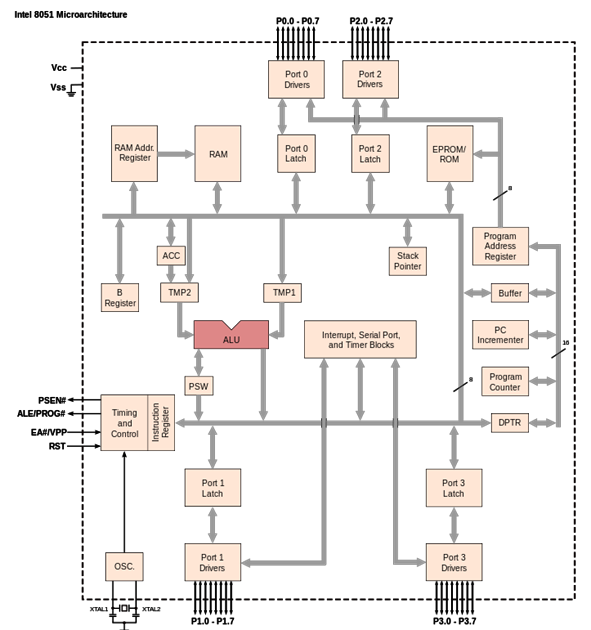 Intel 8051 Microarchitecture
P0.0 - P0.7
P2.0 - P2.7
Vcc
Vss
Port 0
Drivers
Port 2
Drivers
RAM Addr.
Register
RAM
Port 0
Latch
Port 2
Latch
EPROM/
ROM
8
ACC
Stack
Pointer
Program
Address
Register
B
Register
TMP2
TMP1
Buffer
ALU
Interrupt, Serial Port,
and Timer Blocks
PC
Incrementer
16
PSW
8
Program
Counter
PSEN#
ALE/PROG#
EA#/VPP
RST
Timing
and
Control
Instruction
Register
DPTR
Port 1
Latch
Port 3
Latch
OSC.
Port 1
Drivers
Port 3
Drivers
XTAL1
XTAL2
P1.0 - P1.7
P3.0 - P3.7